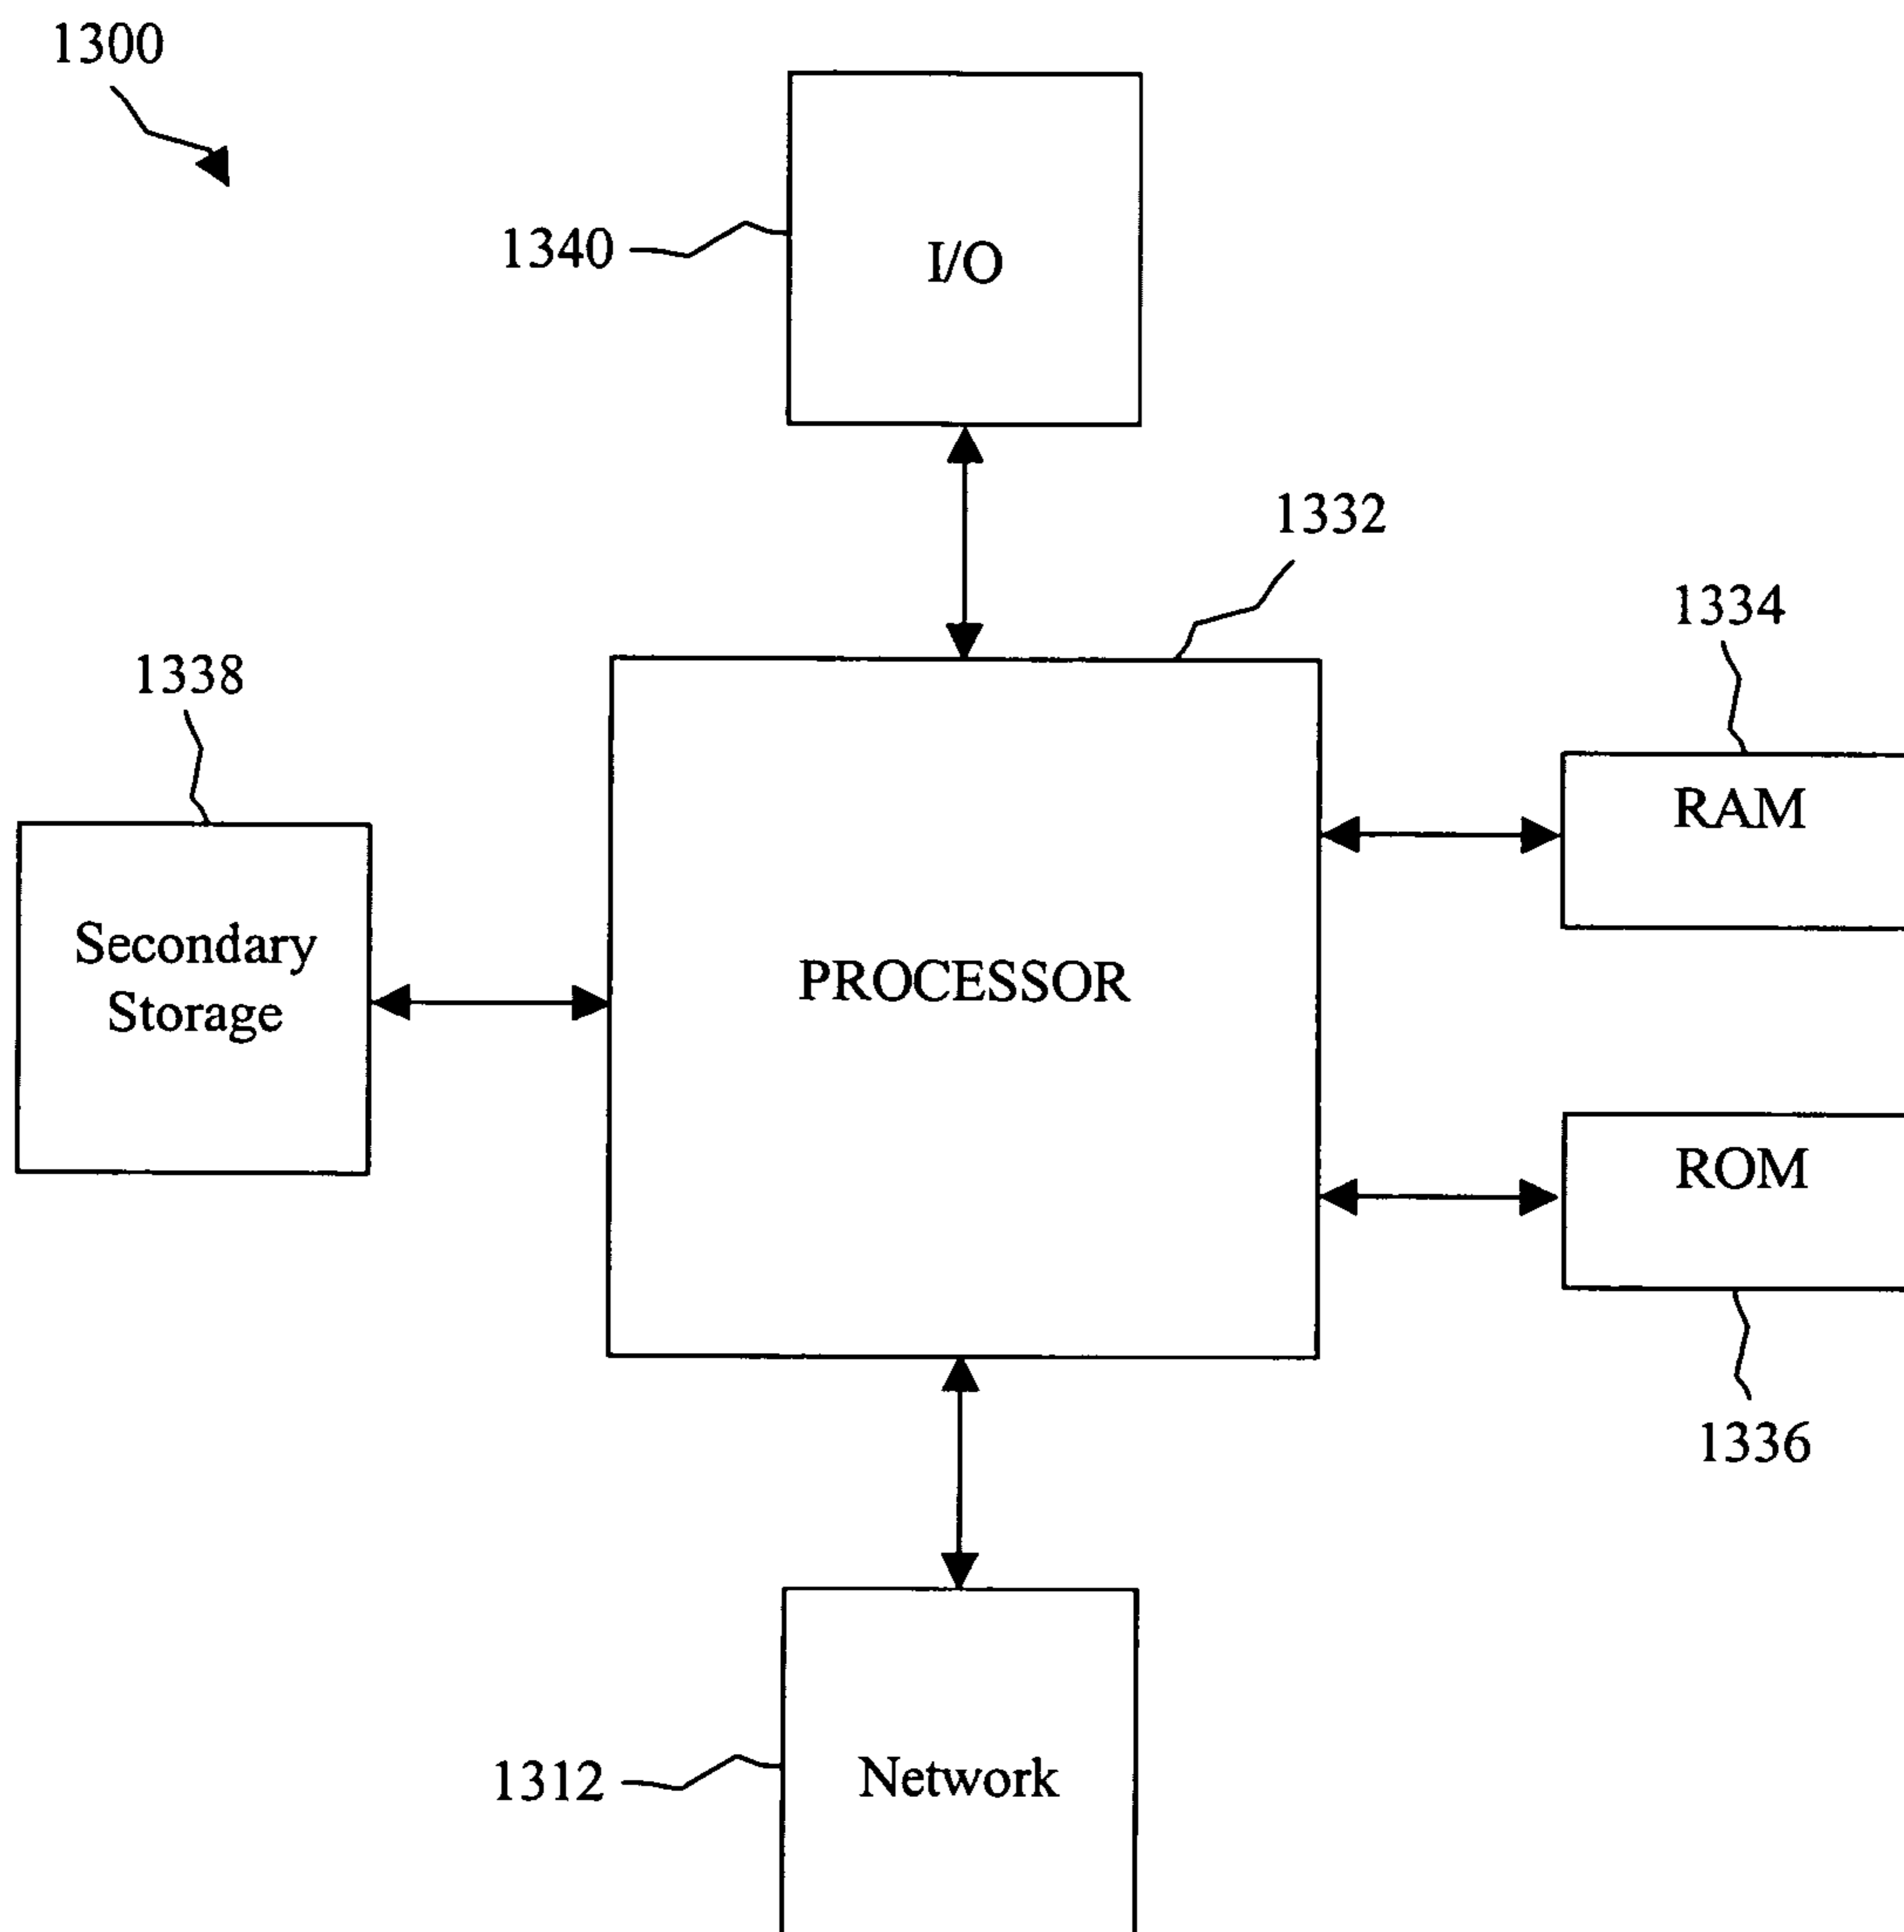 1300
1340
I/O
1332
1334
1338
RAM
Secondary
Storage
PROCESSOR
ROM
1336
1312
Network